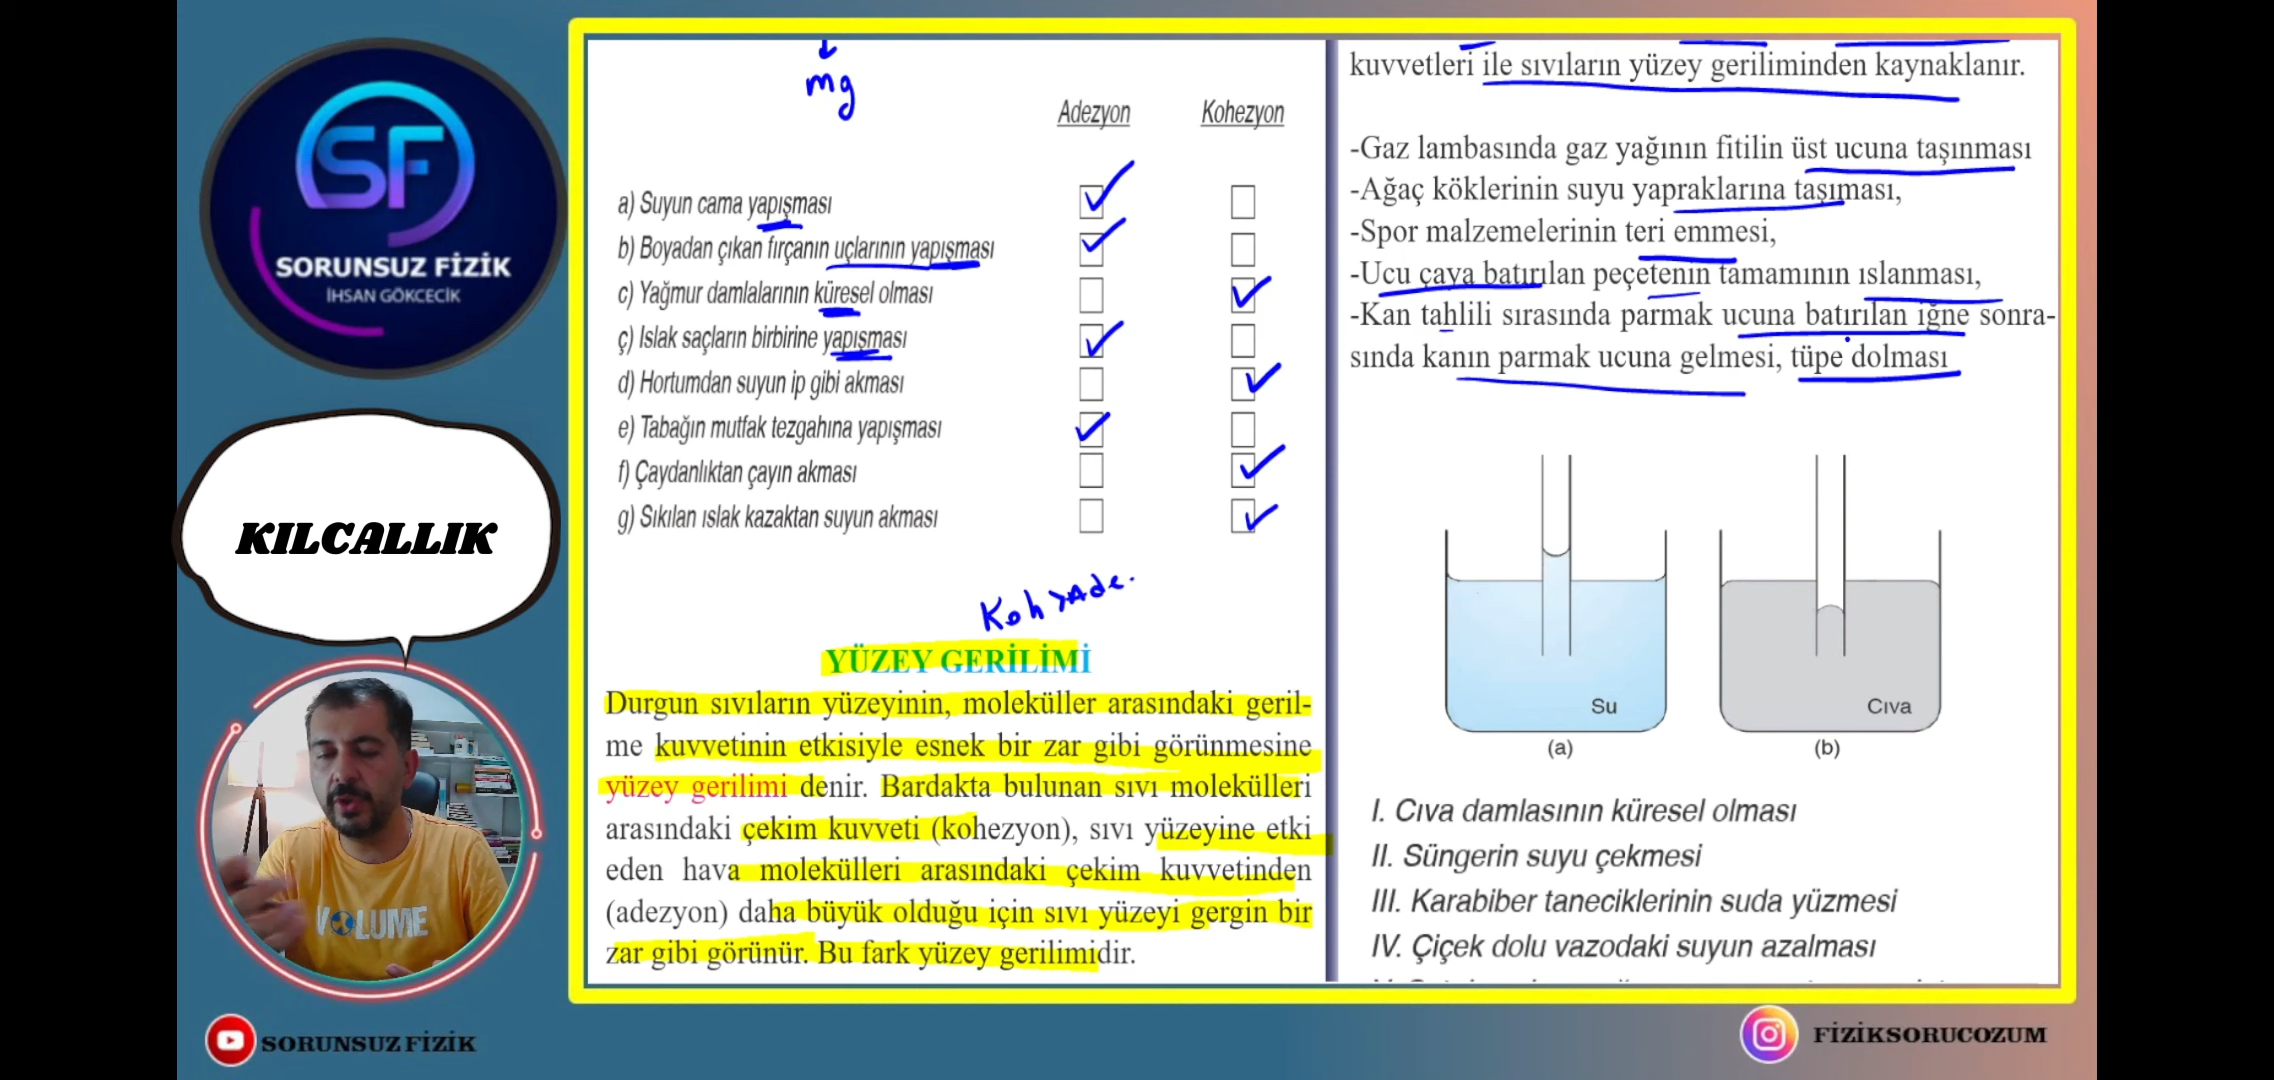 SF
SORUNSUZ FİZİK
İHSAN GÖKCECİK
KILCALLIK
VOLUME
SORUNSUZ FİZİK
mg
Adezyon Kohezyon
a) Suyun cama yapışması
b) Boyadan çıkan fırçanın uçlarının yapışması
c) Yağmur damlalarının küresel olması
ç) Islak saçların birbirine yapışması
d) Hortumdan suyun ip gibi akması
e) Tabağın mutfak tezgahına yapışması
f) Çaydanlıktan çayın akması
g) Sıkılan ıslak kazaktan suyun akması
Koh > Ade.
YÜZEY GERİLİMİ
Durgun sıvıların yüzeyinin, moleküller arasındaki geril-
me kuvvetinin etkisiyle esnek bir zar gibi görünmesine
yüzey gerilimi denir. Bardakta bulunan sıvı molekülleri
arasındaki çekim kuvveti (kohezyon), sıvı yüzeyine etki
eden hava molekülleri arasındaki çekim kuvvetinden
(adezyon) daha büyük olduğu için sıvı yüzeyi gergin bir
zar gibi görünür. Bu fark yüzey gerilimidir.
kuvvetleri ile sıvıların yüzey geriliminden kaynaklanır.
-Gaz lambasında gaz yağının fitilin üst ucuna taşınması
-Ağaç köklerinin suyu yapraklarına taşıması,
-Spor malzemelerinin teri emmesi,
-Ucu çaya batırılan peçetenin tamamının ıslanması,
-Kan tahlili sırasında parmak ucuna batırılan iğne sonra-
sında kanın parmak ucuna gelmesi, tüpe dolması
Su Cıva
(a) (b)
I. Cıva damlasının küresel olması
II. Süngerin suyu çekmesi
III. Karabiber taneciklerinin suda yüzmesi
IV. Çiçek dolu vazodaki suyun azalması
FİZİKSORUCOZUM